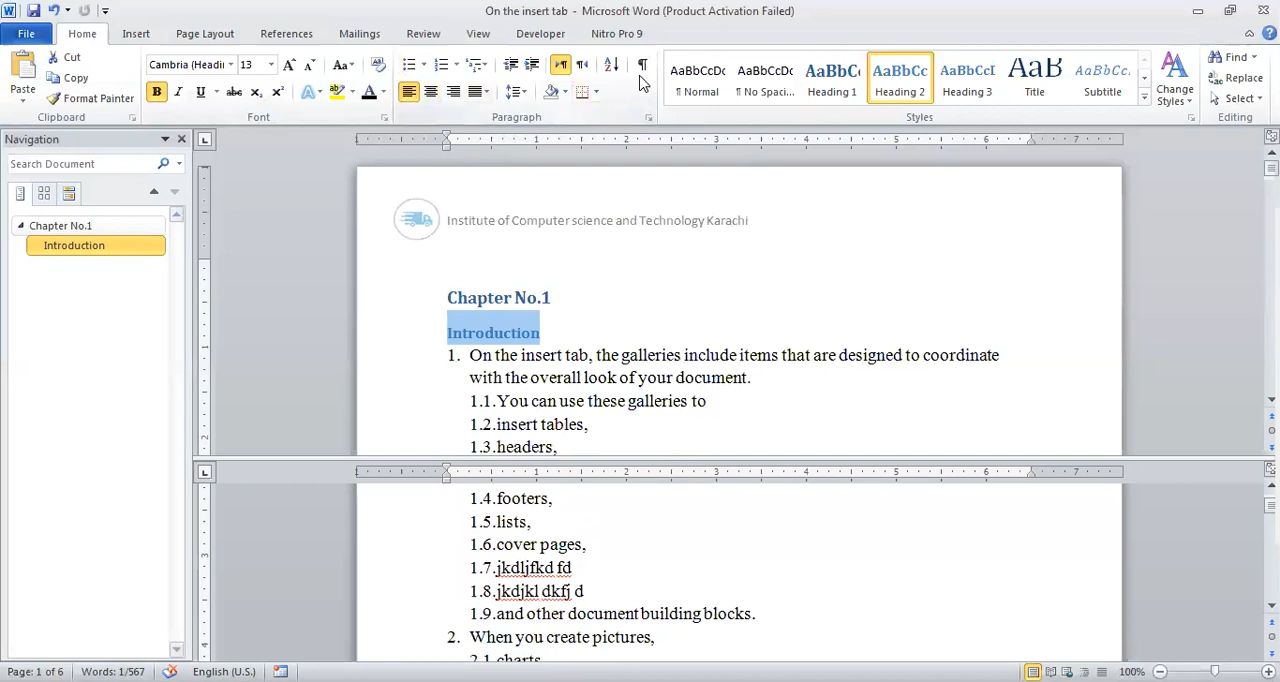 On the insert tab - Microsoft Word (Product Activation Failed)
File Home Insert Page Layout References Mailings Review View Developer Nitro Pro 9
Paste
Cut
Copy
Format Painter
Clipboard
Cambria (Headi 13
Font
Paragraph
AaBbCcDc AaBbCcDc AaBbC AaBbCc AaBbCcI AaB AaBbCc.
¶ Normal ¶ No Spaci... Heading 1 Heading 2 Heading 3 Title Subtitle
Change
Styles
Styles
Find
Replace
Select
Editing
Navigation
Search Document
Chapter No.1
Introduction
Institute of Computer science and Technology Karachi
Chapter No.1
Introduction
1. On the insert tab, the galleries include items that are designed to coordinate
with the overall look of your document.
1.1.You can use these galleries to
1.2.insert tables,
1.3.headers,
1.4.footers,
1.5.lists,
1.6.cover pages,
1.7.jkdljfkd fd
1.8.jkdjkl dkfj d
1.9.and other document building blocks.
2. When you create pictures,
2.1.charts
Page: 1 of 6 Words: 1/567 English (U.S.) 100%